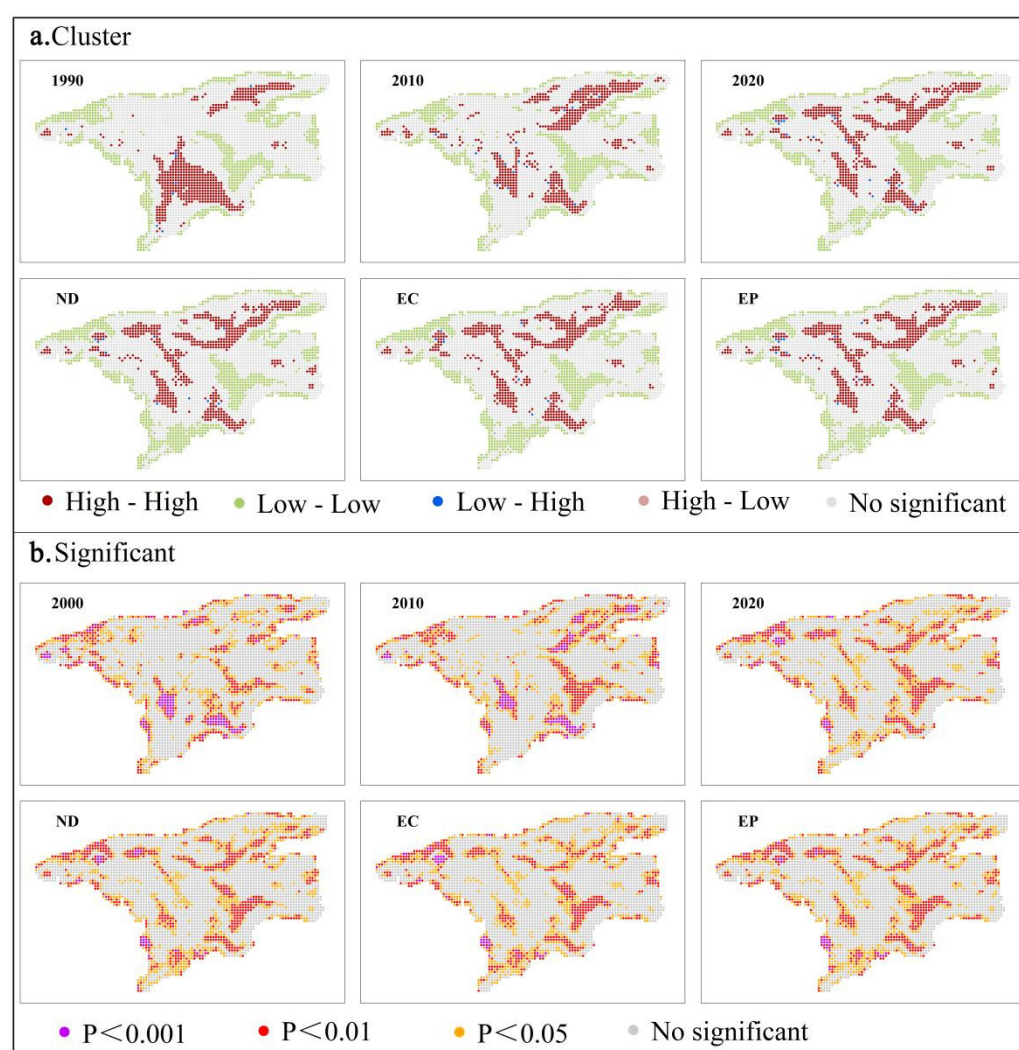 a.Cluster
1990 2010 2020
ND EC EP
High - High Low - Low Low - High High - Low No significant
b.Significant
2000 2010 2020
ND EC EP
P＜0.001 P＜0.01 P＜0.05 No significant